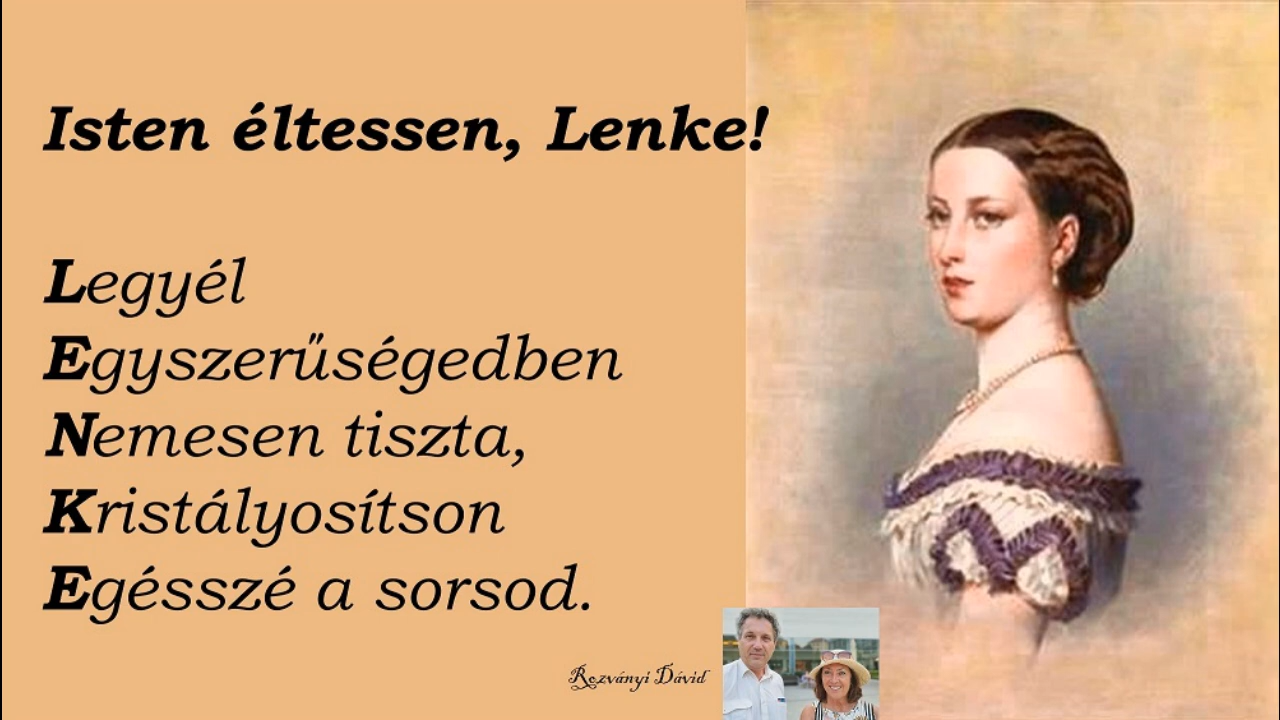 Isten éltessen, Lenke!
Legyél
Egyszerűségedben
Nemesen tiszta,
Kristályosítson
Egésszé a sorsod.
Rozványi Dávid